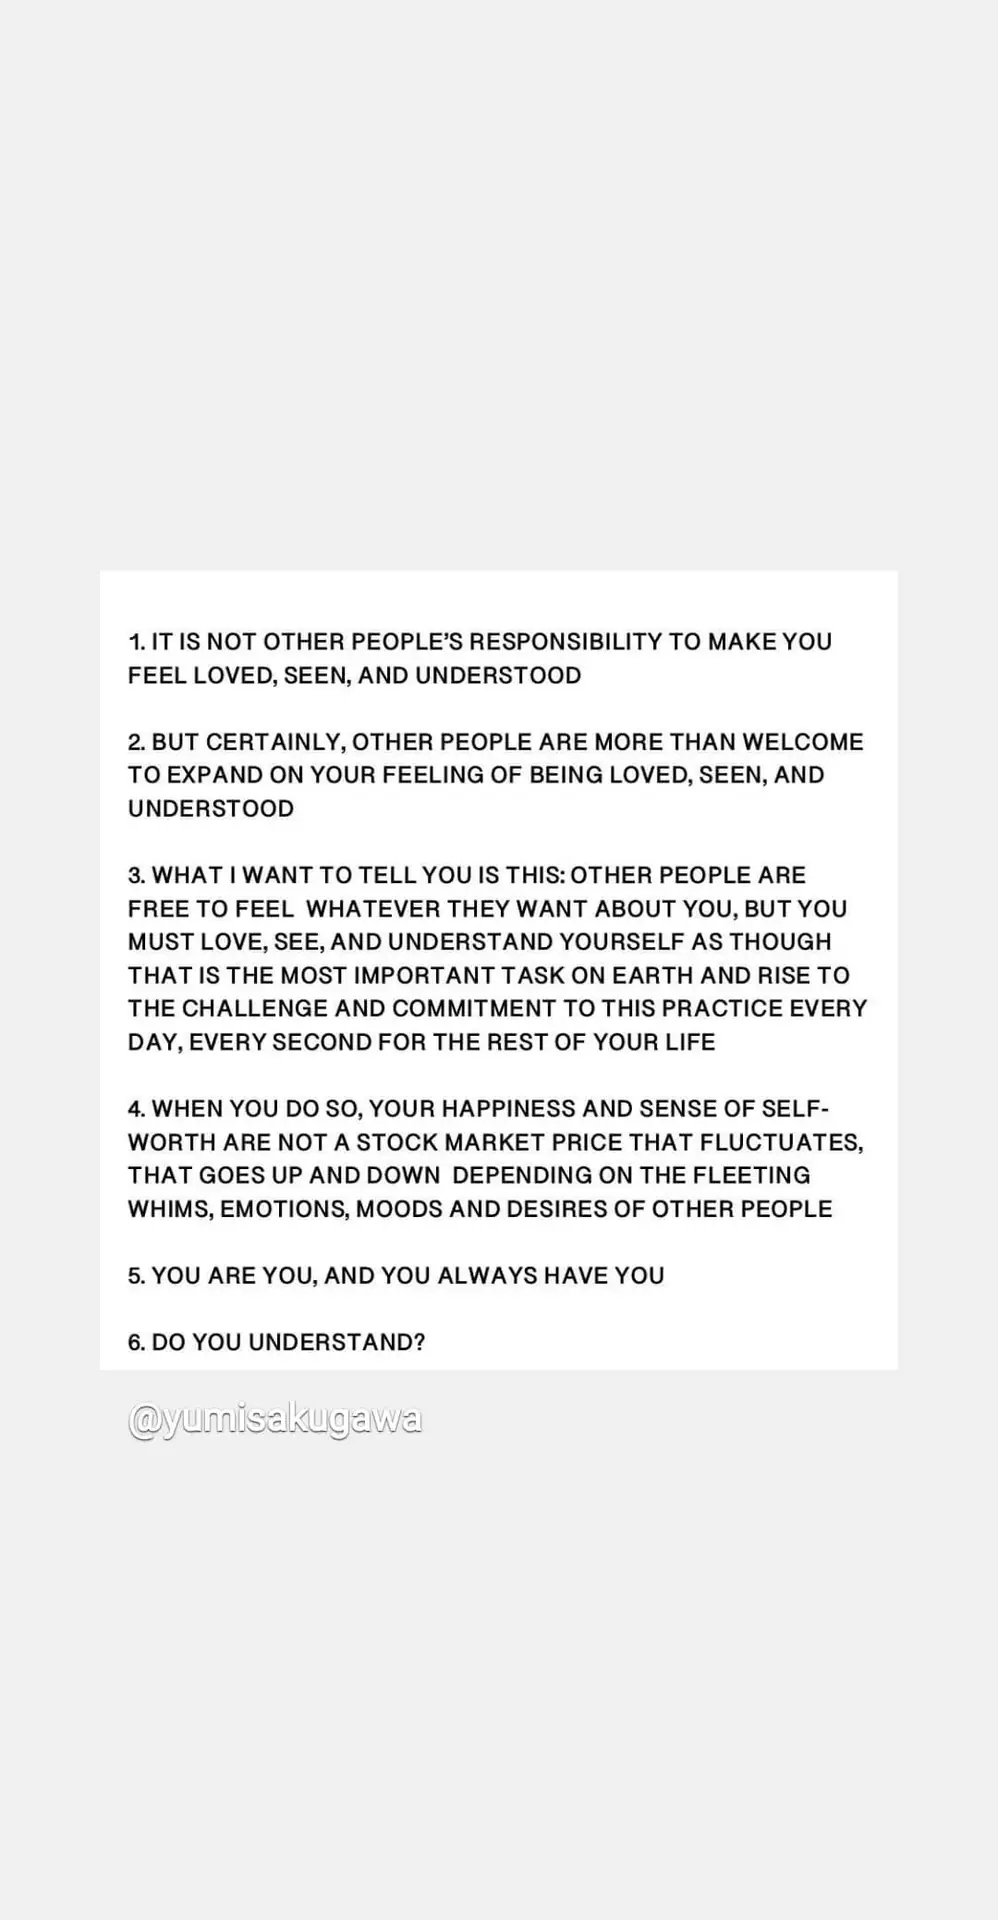 1. IT IS NOT OTHER PEOPLE’S RESPONSIBILITY TO MAKE YOU
FEEL LOVED, SEEN, AND UNDERSTOOD
2. BUT CERTAINLY, OTHER PEOPLE ARE MORE THAN WELCOME
TO EXPAND ON YOUR FEELING OF BEING LOVED, SEEN, AND
UNDERSTOOD
3. WHAT I WANT TO TELL YOU IS THIS: OTHER PEOPLE ARE
FREE TO FEEL WHATEVER THEY WANT ABOUT YOU, BUT YOU
MUST LOVE, SEE, AND UNDERSTAND YOURSELF AS THOUGH
THAT IS THE MOST IMPORTANT TASK ON EARTH AND RISE TO
THE CHALLENGE AND COMMITMENT TO THIS PRACTICE EVERY
DAY, EVERY SECOND FOR THE REST OF YOUR LIFE
4. WHEN YOU DO SO, YOUR HAPPINESS AND SENSE OF SELF-
WORTH ARE NOT A STOCK MARKET PRICE THAT FLUCTUATES,
THAT GOES UP AND DOWN DEPENDING ON THE FLEETING
WHIMS, EMOTIONS, MOODS AND DESIRES OF OTHER PEOPLE
5. YOU ARE YOU, AND YOU ALWAYS HAVE YOU
6. DO YOU UNDERSTAND?
@yumisakugawa